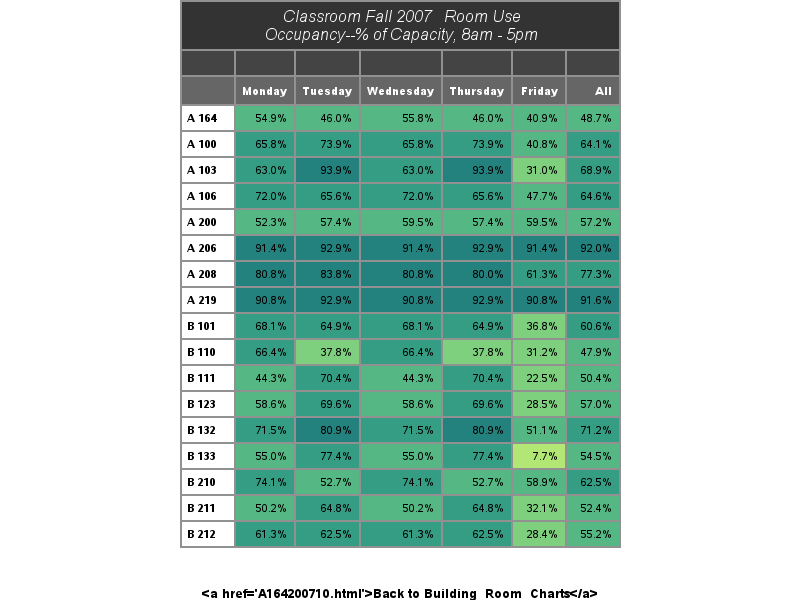 Classroom Fall 2007 Room Use
Occupancy--% of Capacity, 8am - 5pm
Monday Tuesday Wednesday Thursday Friday All
A 164 54.9% 46.0% 55.8% 46.0% 40.9% 48.7%
A 100 65.8% 73.9% 65.8% 73.9% 40.8% 64.1%
A 103 63.0% 93.9% 63.0% 93.9% 31.0% 68.9%
A 106 72.0% 65.6% 72.0% 65.6% 47.7% 64.6%
A 200 52.3% 57.4% 59.5% 57.4% 59.5% 57.2%
A 206 91.4% 92.9% 91.4% 92.9% 91.4% 92.0%
A 208 80.8% 83.8% 80.8% 80.0% 61.3% 77.3%
A 219 90.8% 92.9% 90.8% 92.9% 90.8% 91.6%
B 101 68.1% 64.9% 68.1% 64.9% 36.8% 60.6%
B 110 66.4% 37.8% 66.4% 37.8% 31.2% 47.9%
B 111 44.3% 70.4% 44.3% 70.4% 22.5% 50.4%
B 123 58.6% 69.6% 58.6% 69.6% 28.5% 57.0%
B 132 71.5% 80.9% 71.5% 80.9% 51.1% 71.2%
B 133 55.0% 77.4% 55.0% 77.4% 7.7% 54.5%
B 210 74.1% 52.7% 74.1% 52.7% 58.9% 62.5%
B 211 50.2% 64.8% 50.2% 64.8% 32.1% 52.4%
B 212 61.3% 62.5% 61.3% 62.5% 28.4% 55.2%
<a href='A164200710.html'>Back to Building Room Charts</a>